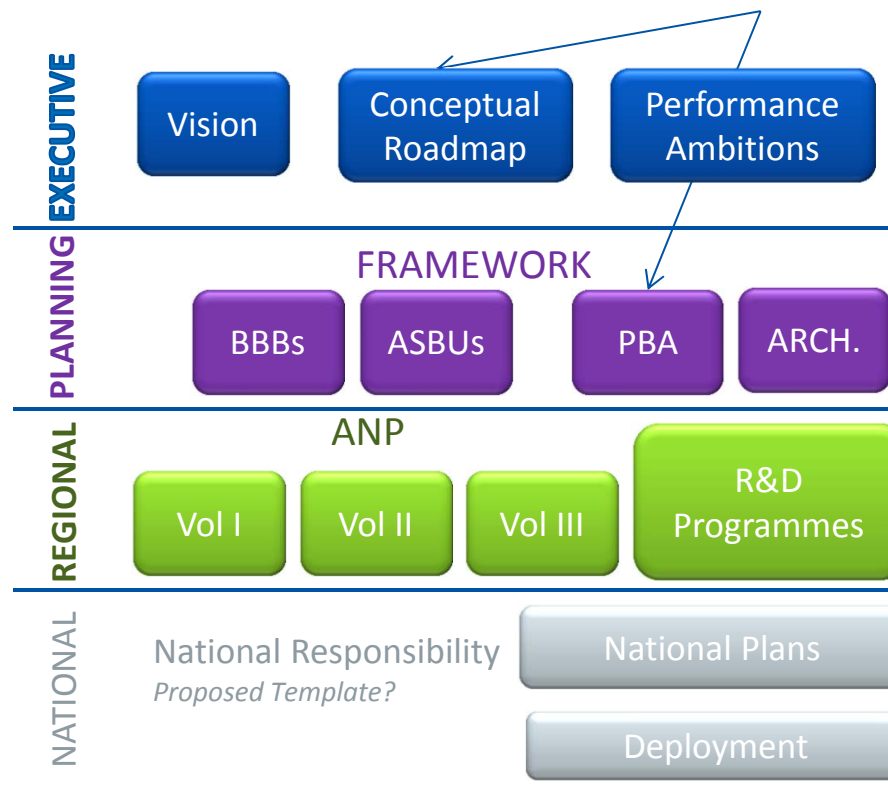 EXECUTIVE
Vision
Conceptual
Roadmap
Performance
Ambitions
PLANNING
FRAMEWORK
BBBs
ASBUs
PBA
ARCH.
REGIONAL
ANP
Vol I
Vol II
Vol III
R&D
Programmes
NATIONAL
National Responsibility
Proposed Template?
National Plans
Deployment